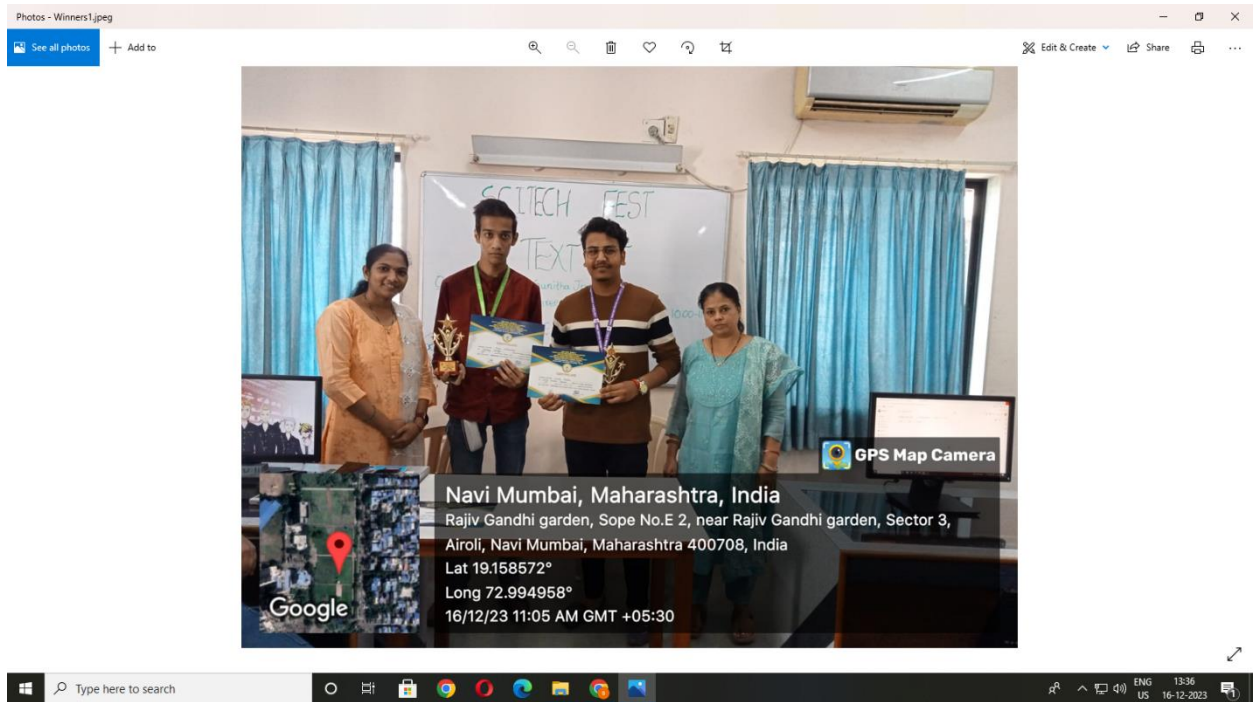 Photos - Winners1.jpeg
See all photos
Add to
Edit & Create
Share
SCITECH FEST
TEXT
GPS Map Camera
Navi Mumbai, Maharashtra, India
Rajiv Gandhi garden, Sope No.E 2, near Rajiv Gandhi garden, Sector 3,
Airoli, Navi Mumbai, Maharashtra 400708, India
Lat 19.158572°
Long 72.994958°
16/12/23 11:05 AM GMT +05:30
Google
Type here to search
ENG
US
13:36
16-12-2023